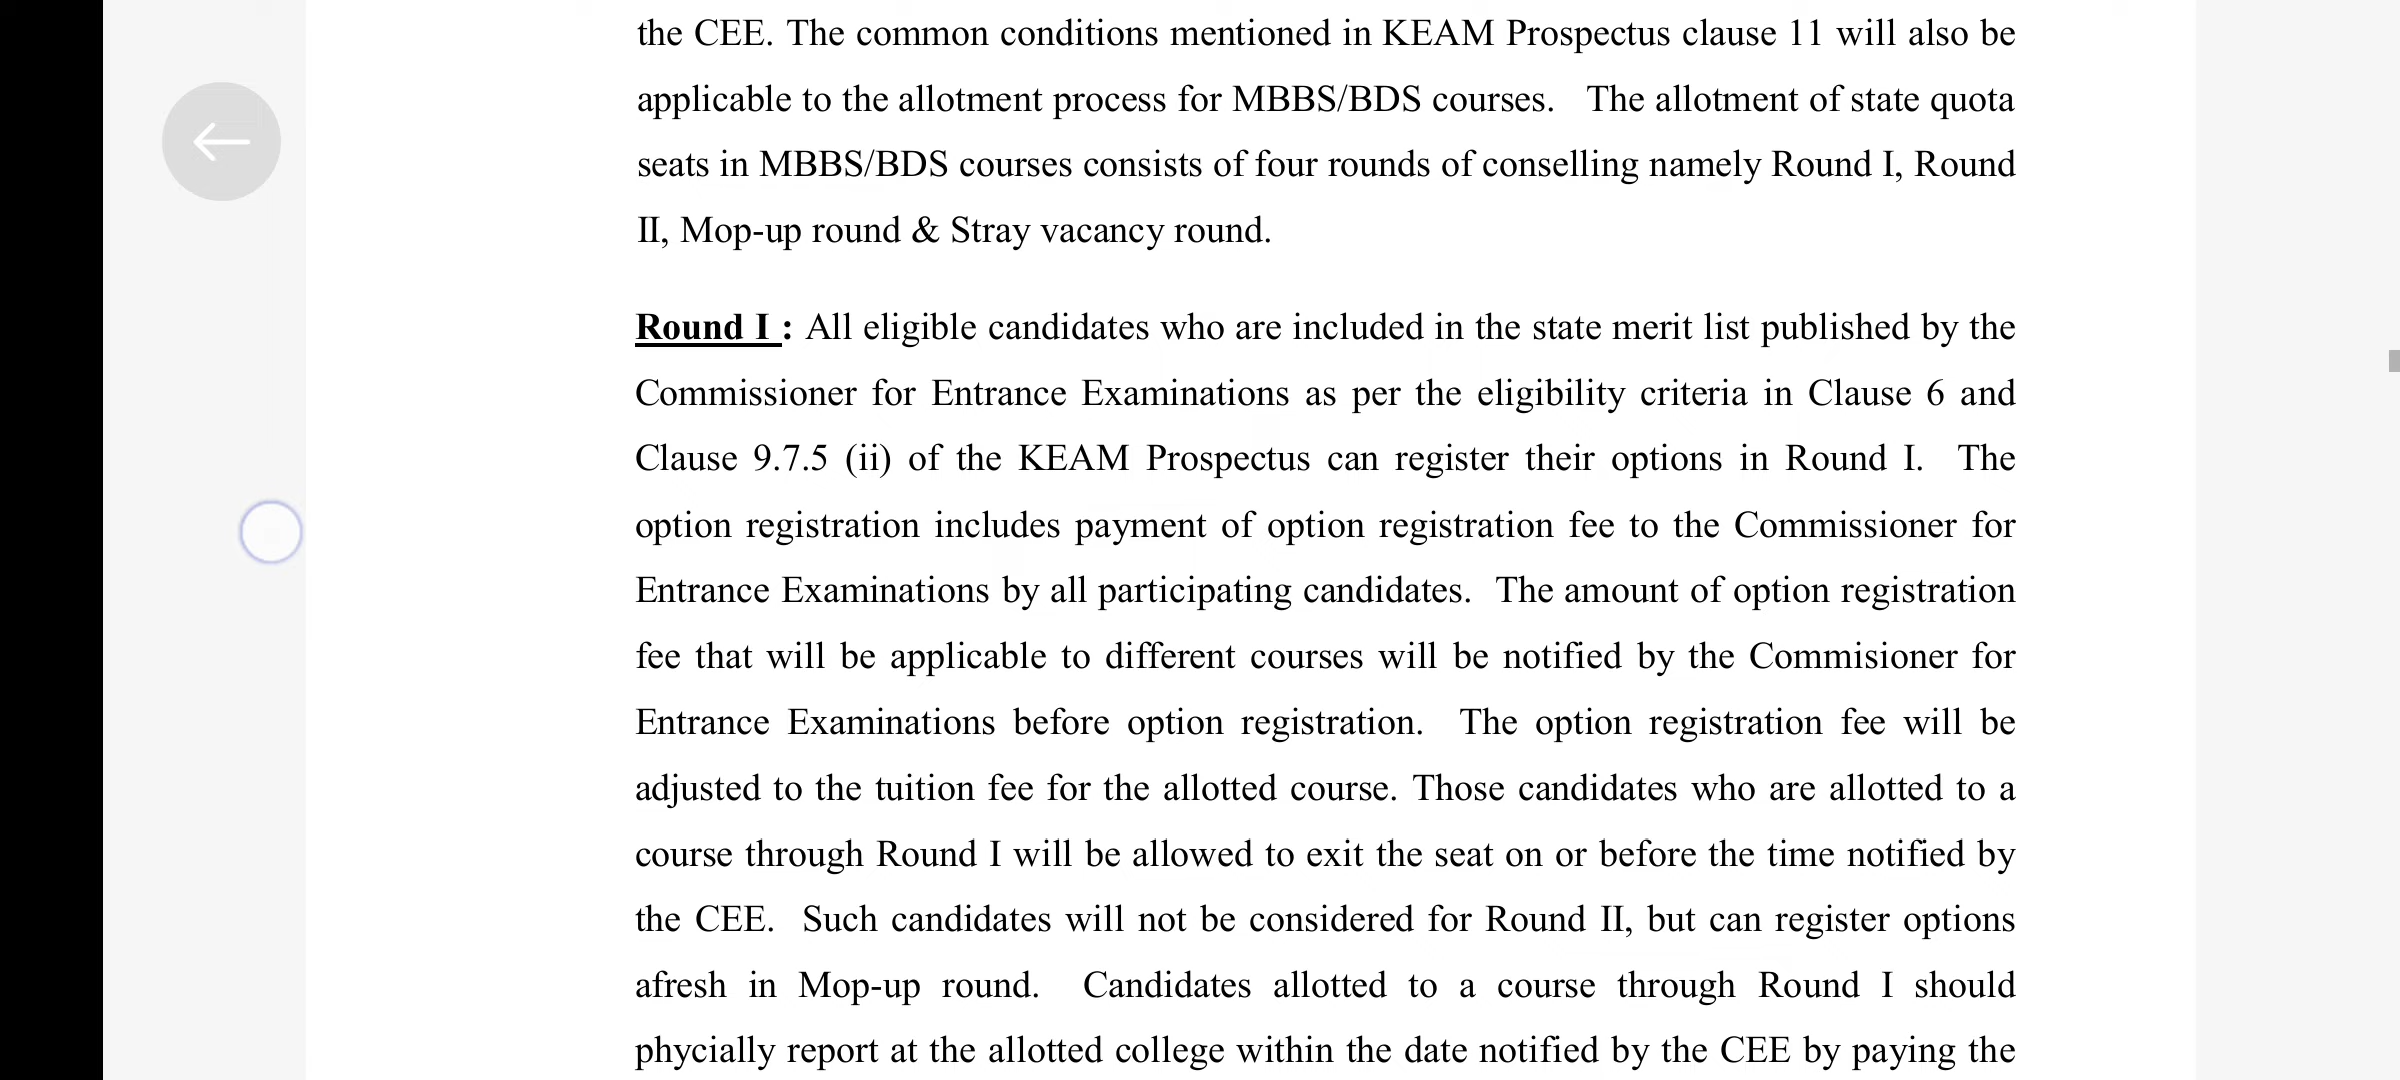 the CEE. The common conditions mentioned in KEAM Prospectus clause 11 will also be
applicable to the allotment process for MBBS/BDS courses. The allotment of state quota
seats in MBBS/BDS courses consists of four rounds of conselling namely Round I, Round
II, Mop-up round & Stray vacancy round.
Round I : All eligible candidates who are included in the state merit list published by the
Commissioner for Entrance Examinations as per the eligibility criteria in Clause 6 and
Clause 9.7.5 (ii) of the KEAM Prospectus can register their options in Round I. The
option registration includes payment of option registration fee to the Commissioner for
Entrance Examinations by all participating candidates. The amount of option registration
fee that will be applicable to different courses will be notified by the Commisioner for
Entrance Examinations before option registration. The option registration fee will be
adjusted to the tuition fee for the allotted course. Those candidates who are allotted to a
course through Round I will be allowed to exit the seat on or before the time notified by
the CEE. Such candidates will not be considered for Round II, but can register options
afresh in Mop-up round. Candidates allotted to a course through Round I should
phycially report at the allotted college within the date notified by the CEE by paying the